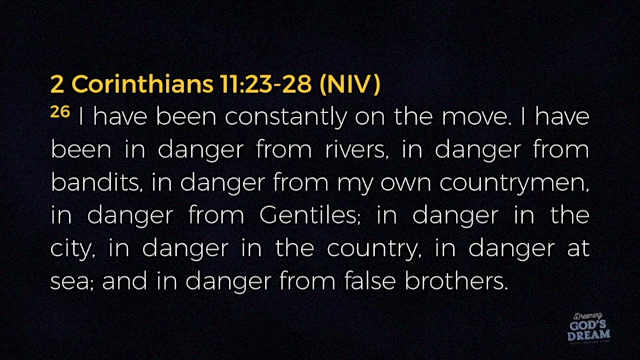 2 Corinthians 11:23-28 (NIV)
26 I have been constantly on the move. I have
been in danger from rivers, in danger from
bandits, in danger from my own countrymen,
in danger from Gentiles; in danger in the
city, in danger in the country, in danger at
sea; and in danger from false brothers.
Dreaming
GOD'S
DREAM